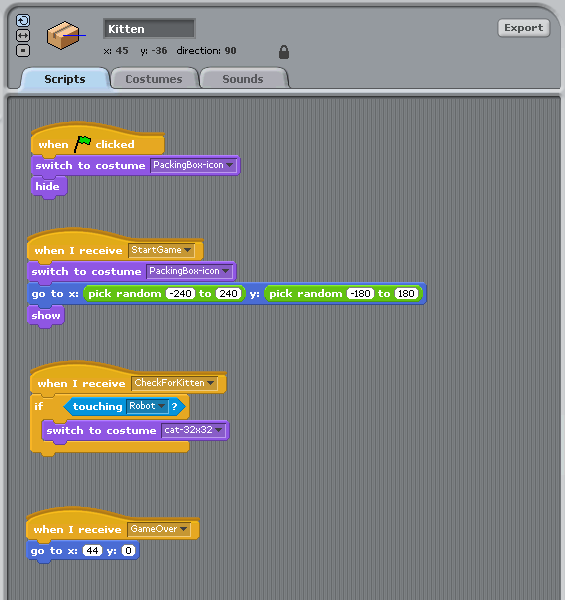 Kitten
Export
x: 45 y: -36 direction: 90
Scripts Costumes Sounds
when clicked
switch to costume PackingBox-icon
hide
when I receive StartGame
switch to costume PackingBox-icon
go to x: pick random -240 to 240 y: pick random -180 to 180
show
when I receive CheckForKitten
if touching Robot ?
switch to costume cat-32x32
when I receive GameOver
go to x: 44 y: 0